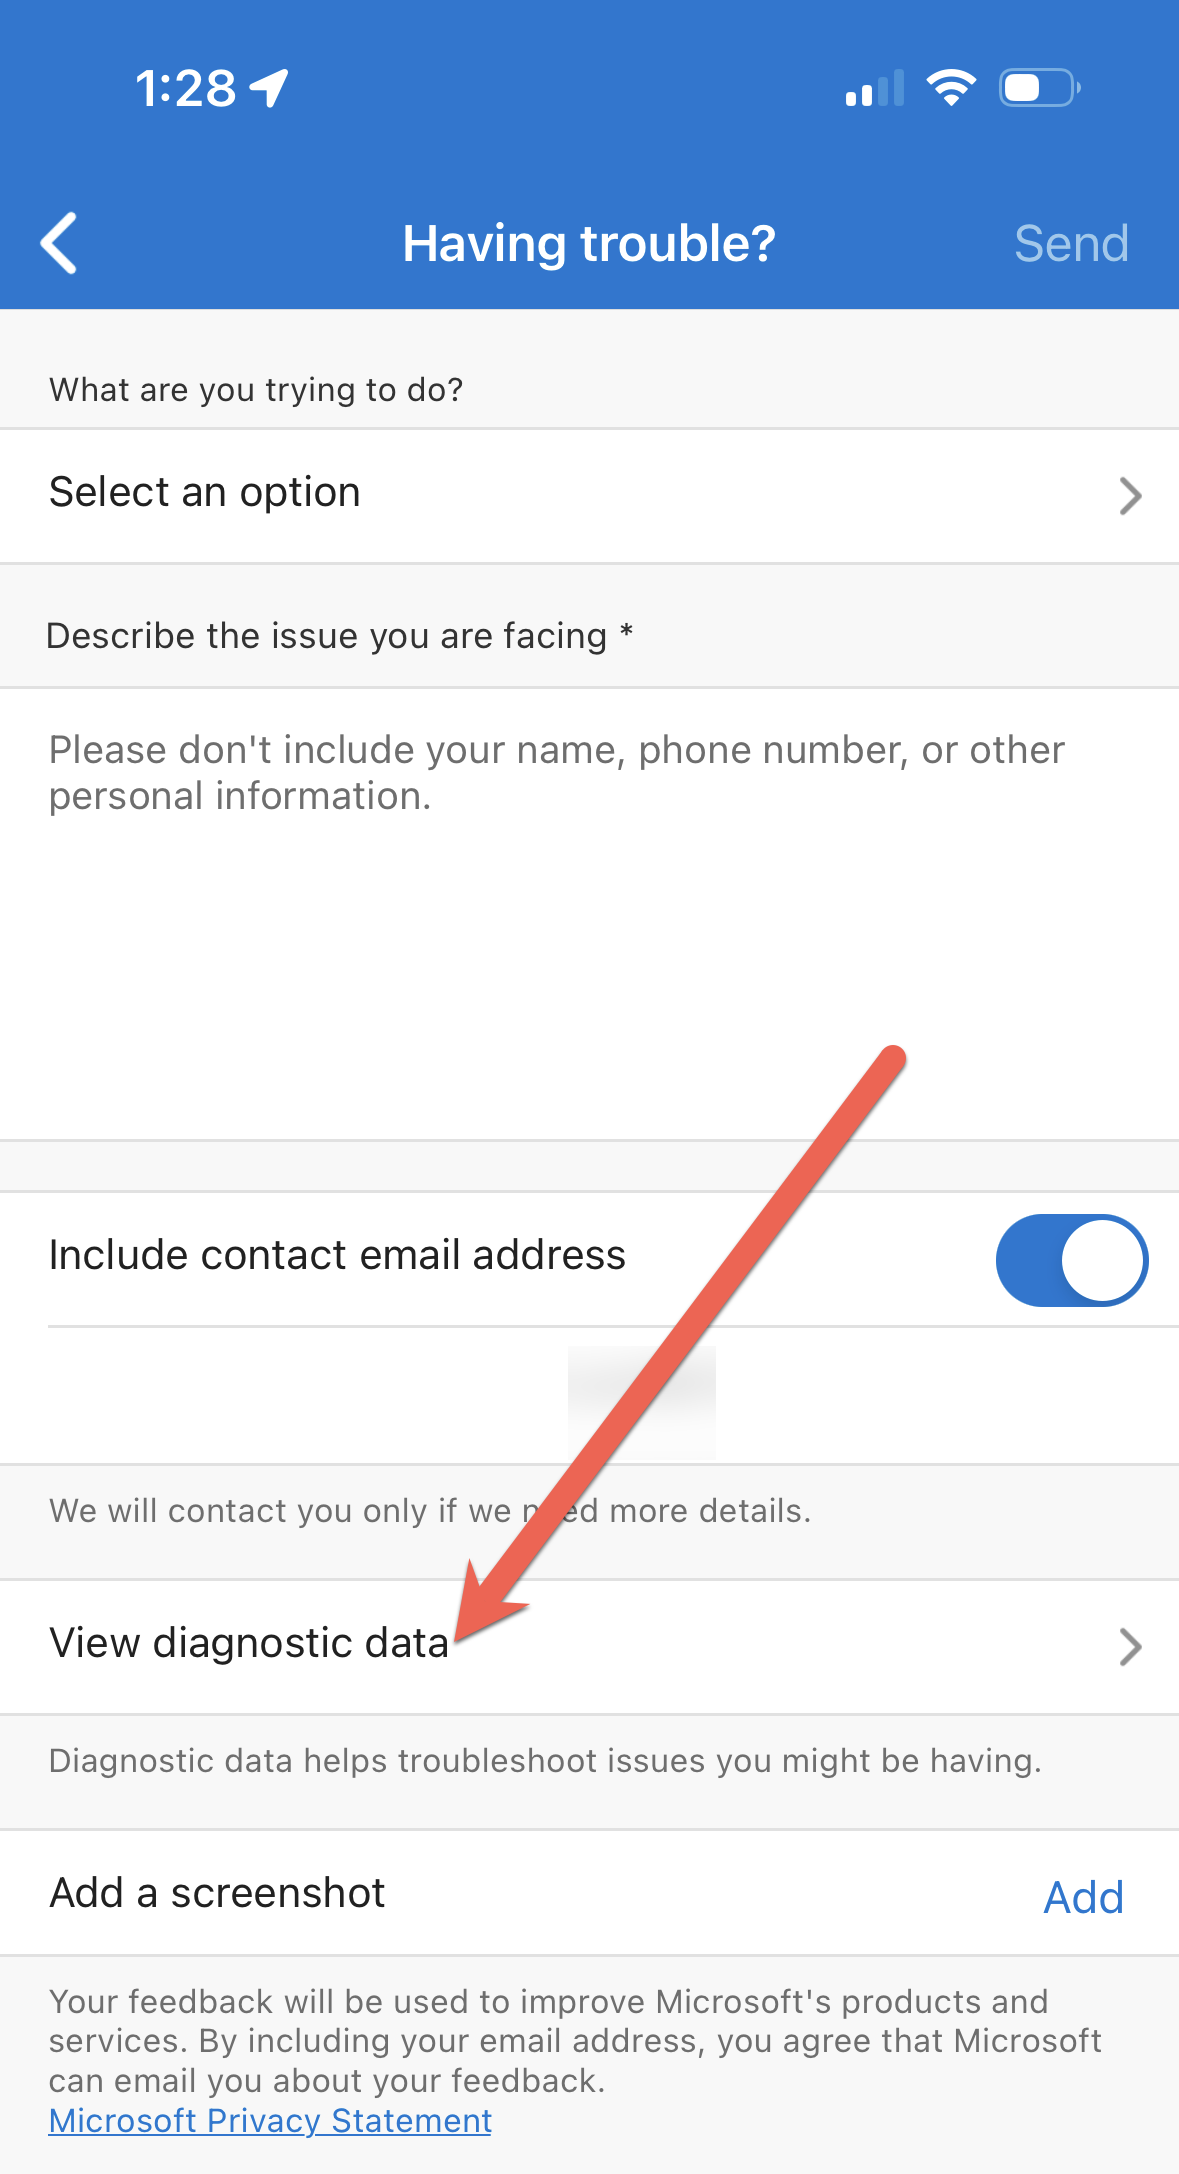 1:28
Having trouble?
Send
What are you trying to do?
Select an option
Describe the issue you are facing *
Please don't include your name, phone number, or other
personal information.
Include contact email address
We will contact you only if we need more details.
View diagnostic data
Diagnostic data helps troubleshoot issues you might be having.
Add a screenshot
Add
Your feedback will be used to improve Microsoft's products and
services. By including your email address, you agree that Microsoft
can email you about your feedback.
Microsoft Privacy Statement